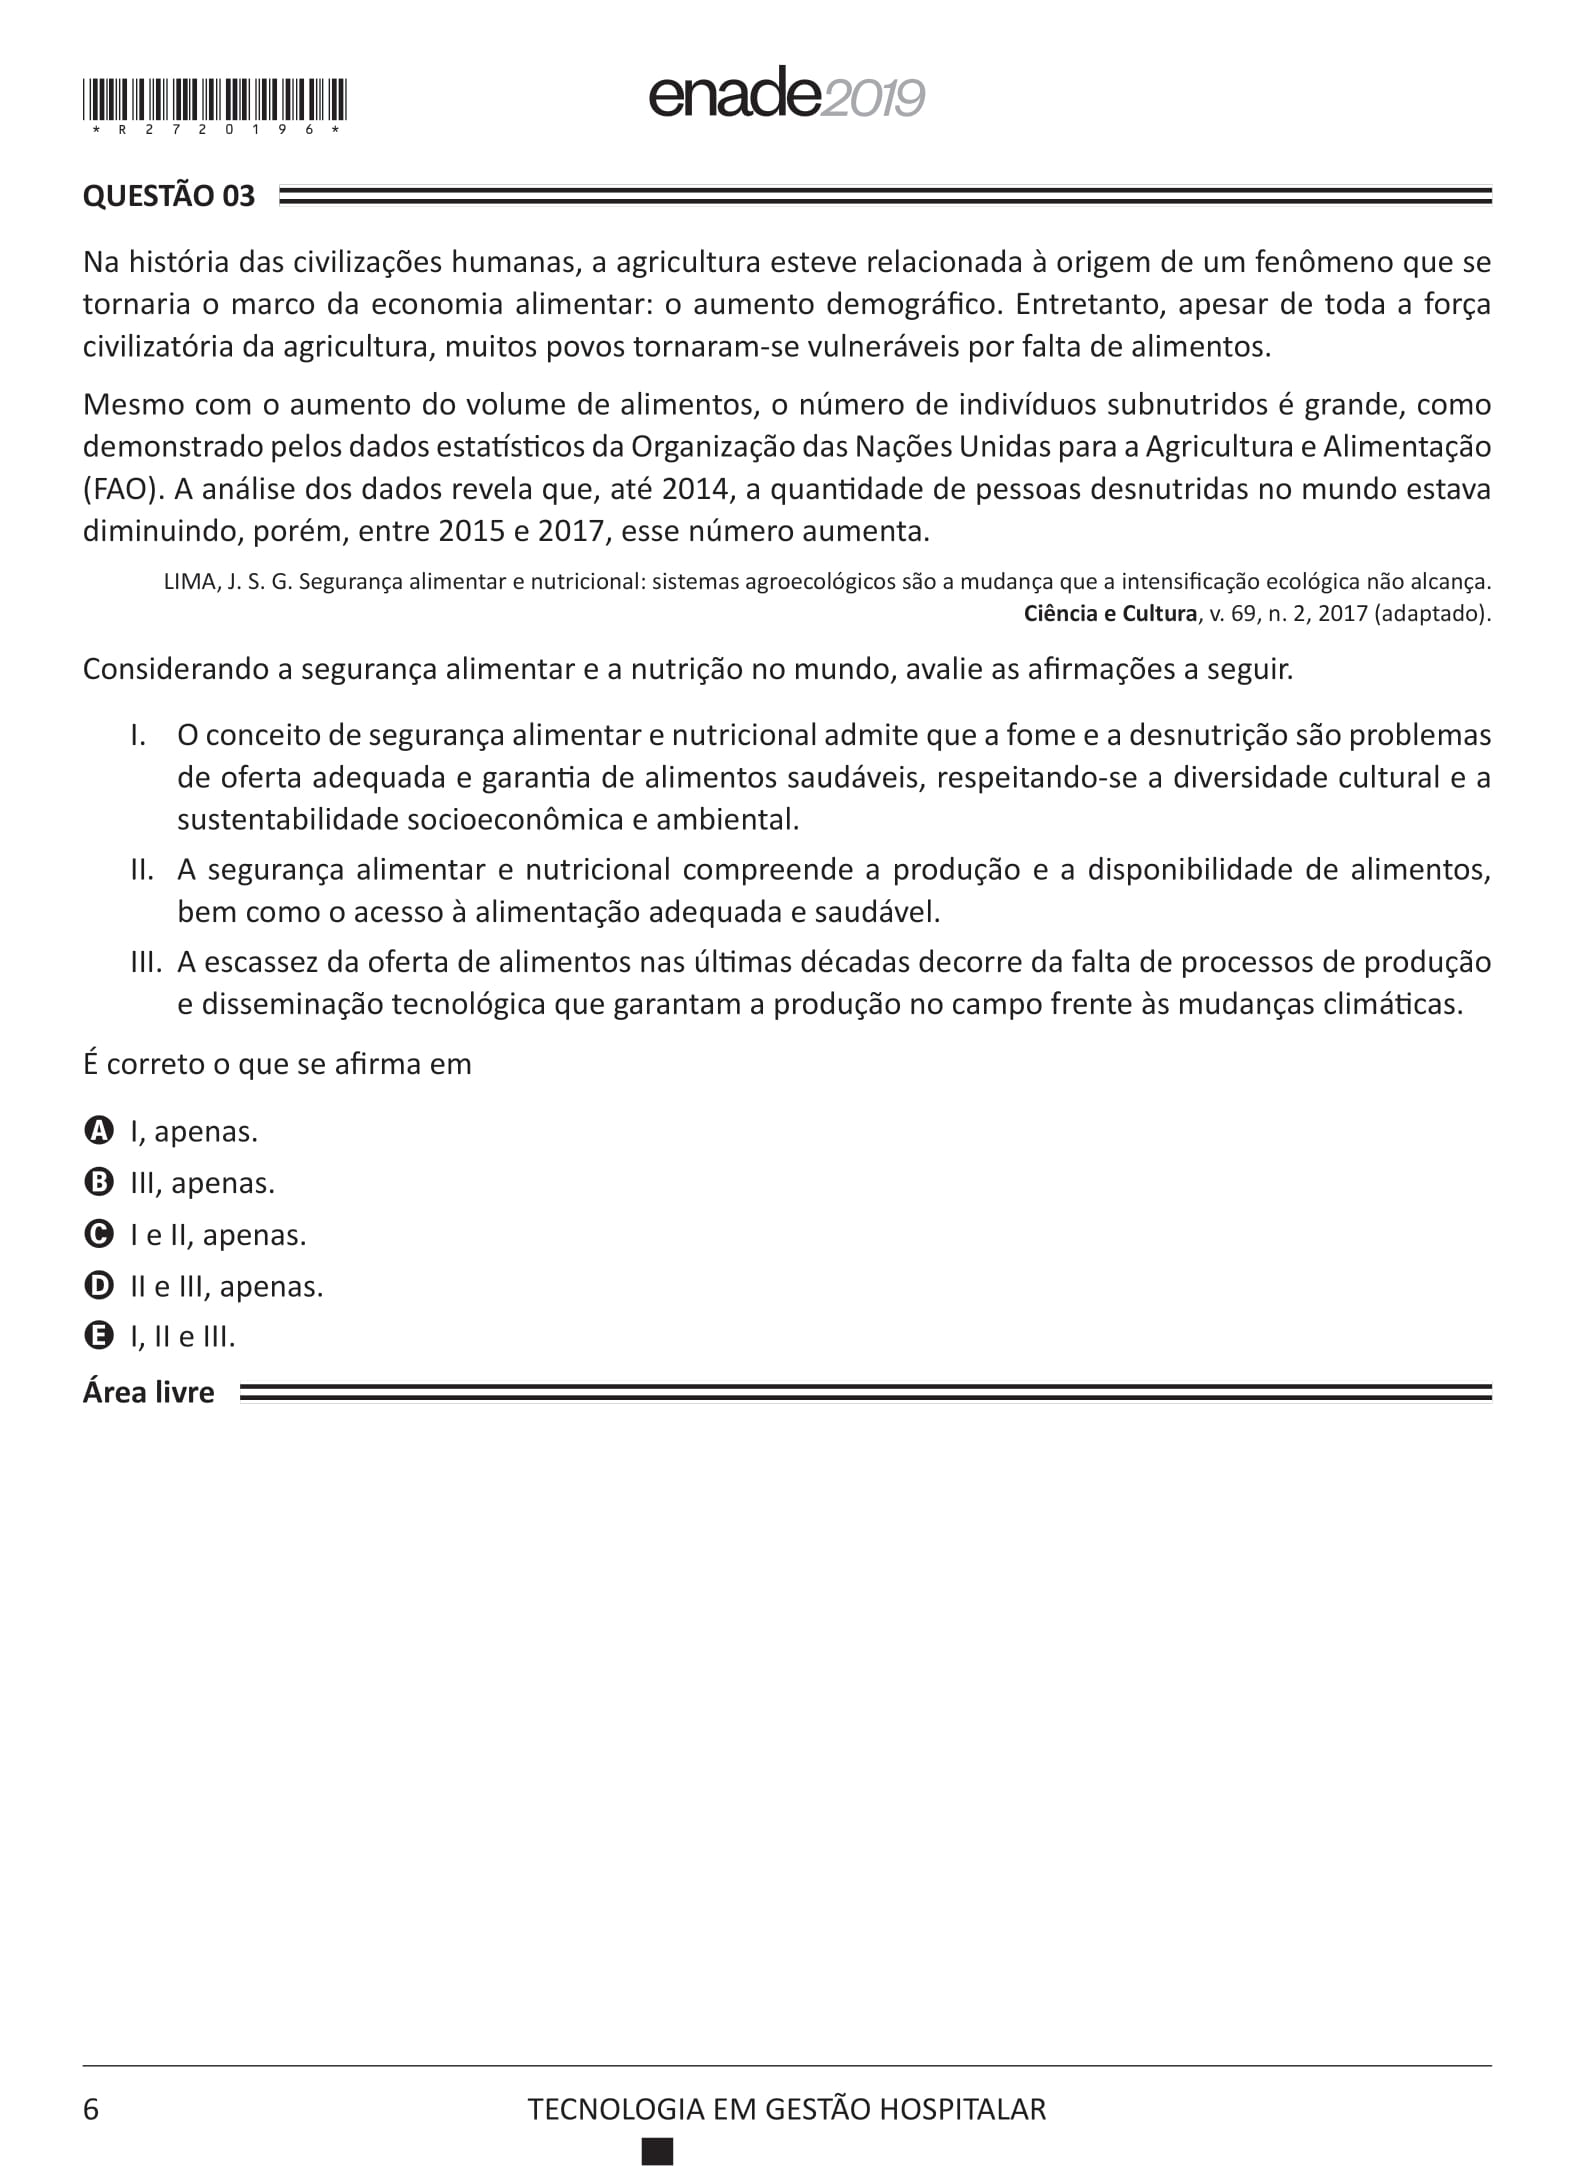 *R2720196*
enade2019
QUESTÃO 03
Na história das civilizações humanas, a agricultura esteve relacionada à origem de um fenômeno que se
tornaria o marco da economia alimentar: o aumento demográfico. Entretanto, apesar de toda a força
civilizatória da agricultura, muitos povos tornaram-se vulneráveis por falta de alimentos.
Mesmo com o aumento do volume de alimentos, o número de indivíduos subnutridos é grande, como
demonstrado pelos dados estatísticos da Organização das Nações Unidas para a Agricultura e Alimentação
(FAO). A análise dos dados revela que, até 2014, a quantidade de pessoas desnutridas no mundo estava
diminuindo, porém, entre 2015 e 2017, esse número aumenta.
LIMA, J. S. G. Segurança alimentar e nutricional: sistemas agroecológicos são a mudança que a intensificação ecológica não alcança.
Ciência e Cultura, v. 69, n. 2, 2017 (adaptado).
Considerando a segurança alimentar e a nutrição no mundo, avalie as afirmações a seguir.
I. O conceito de segurança alimentar e nutricional admite que a fome e a desnutrição são problemas
de oferta adequada e garantia de alimentos saudáveis, respeitando-se a diversidade cultural e a
sustentabilidade socioeconômica e ambiental.
II. A segurança alimentar e nutricional compreende a produção e a disponibilidade de alimentos,
bem como o acesso à alimentação adequada e saudável.
III. A escassez da oferta de alimentos nas últimas décadas decorre da falta de processos de produção
e disseminação tecnológica que garantam a produção no campo frente às mudanças climáticas.
É correto o que se afirma em
A I, apenas.
B III, apenas.
C I e II, apenas.
D II e III, apenas.
E I, II e III.
Área livre
6
TECNOLOGIA EM GESTÃO HOSPITALAR